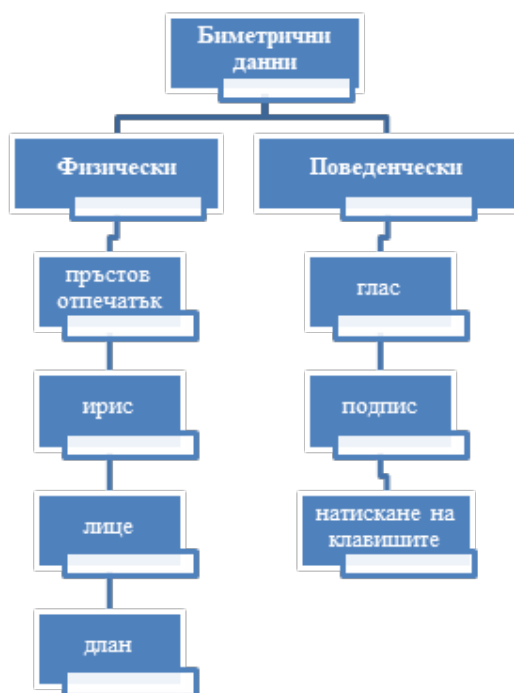 Биметрични
данни
Физически
Поведенчески
пръстов
отпечатък
глас
ирис
подпис
лице
натискане на
клавишите
длан